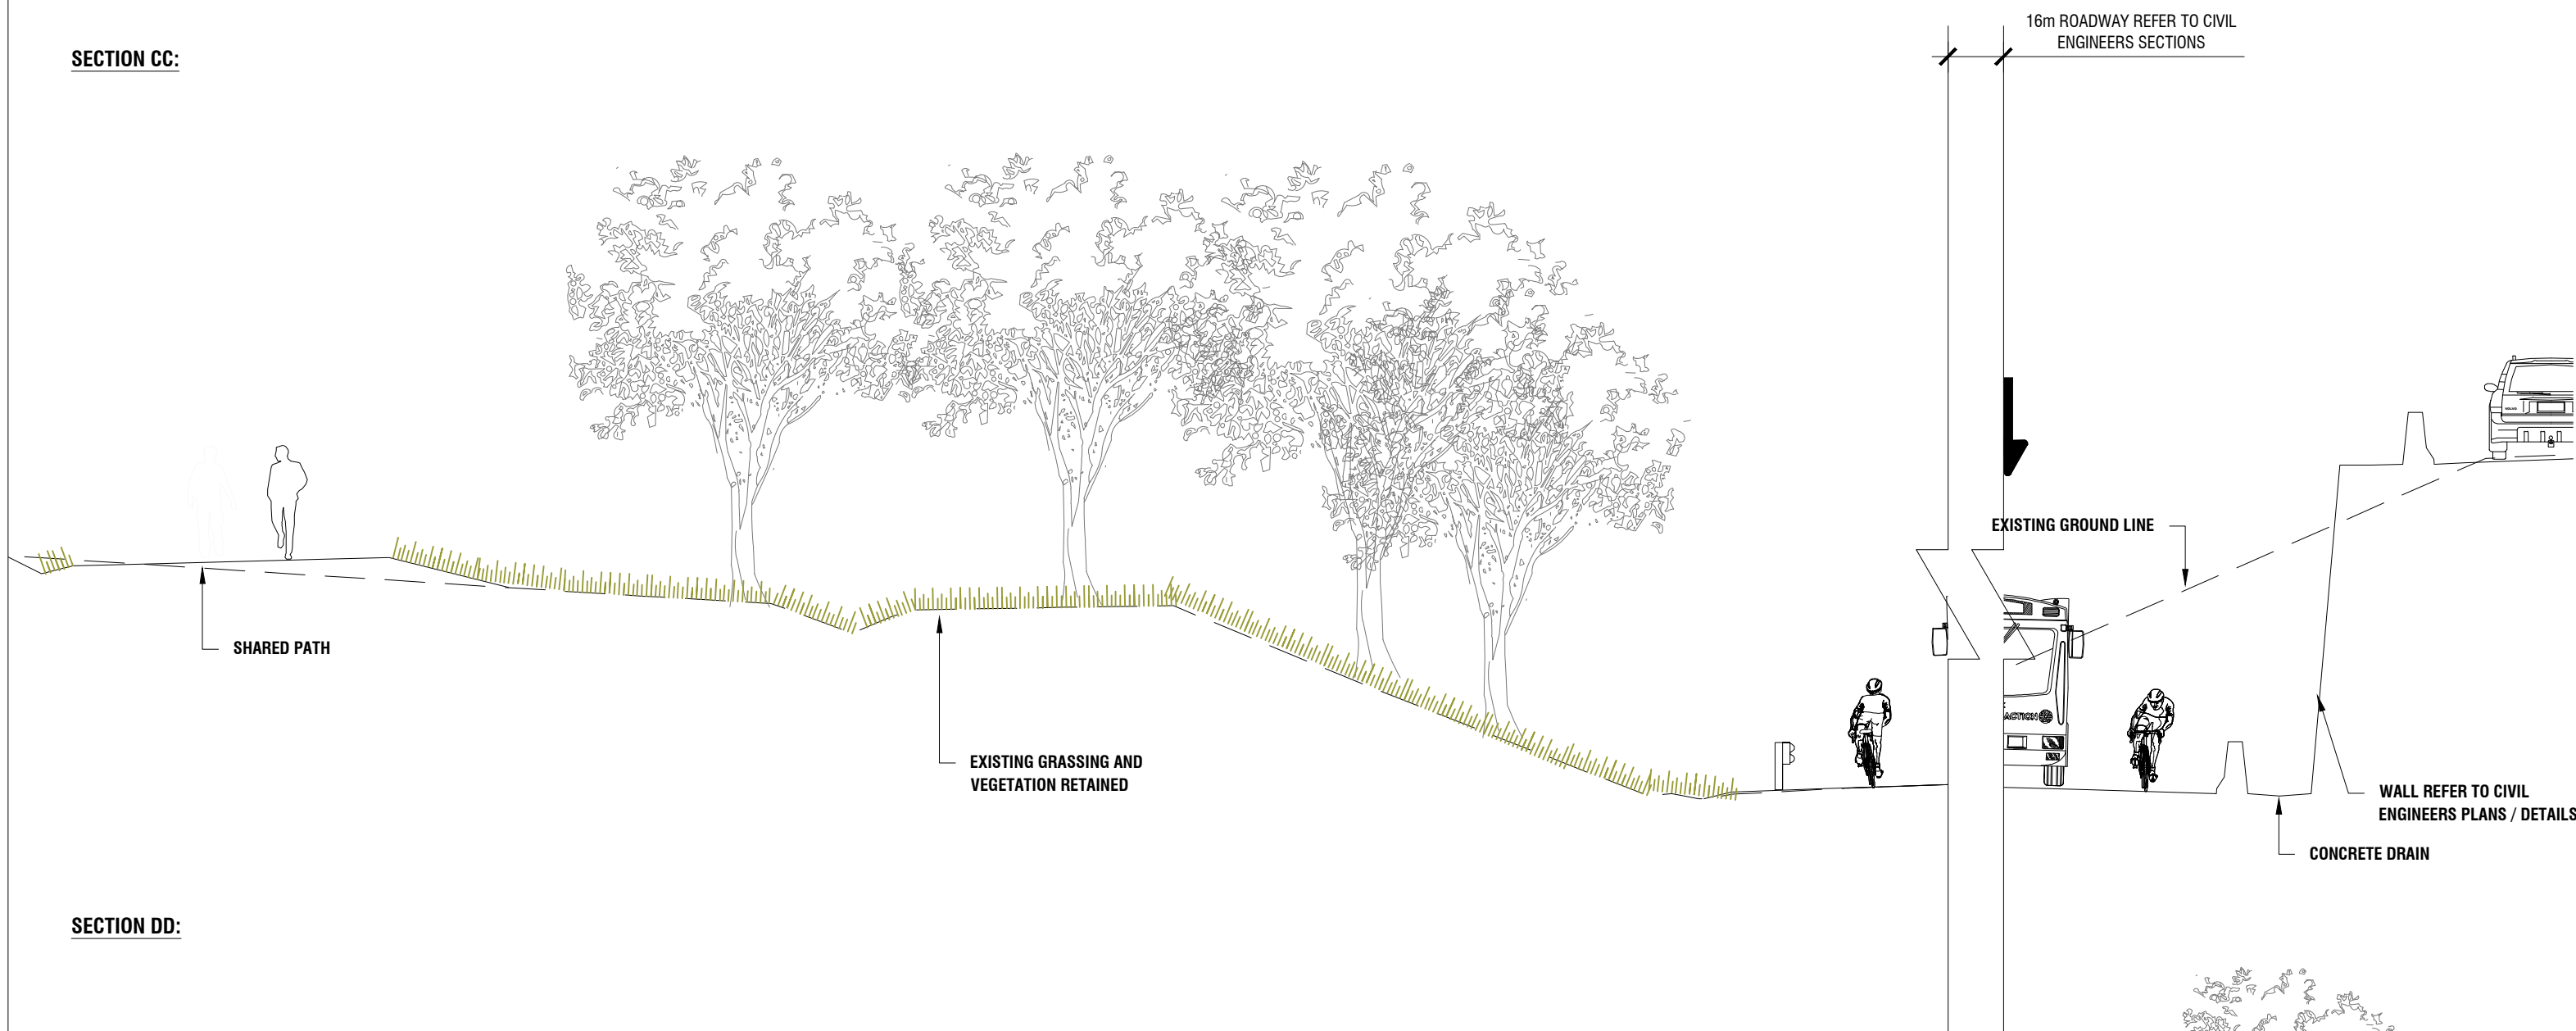 16m ROADWAY REFER TO CIVIL
ENGINEERS SECTIONS
SECTION CC:
EXISTING GROUND LINE
SHARED PATH
ACTION
EXISTING GRASSING AND
VEGETATION RETAINED
WALL REFER TO CIVIL
ENGINEERS PLANS / DETAILS
CONCRETE DRAIN
SECTION DD: